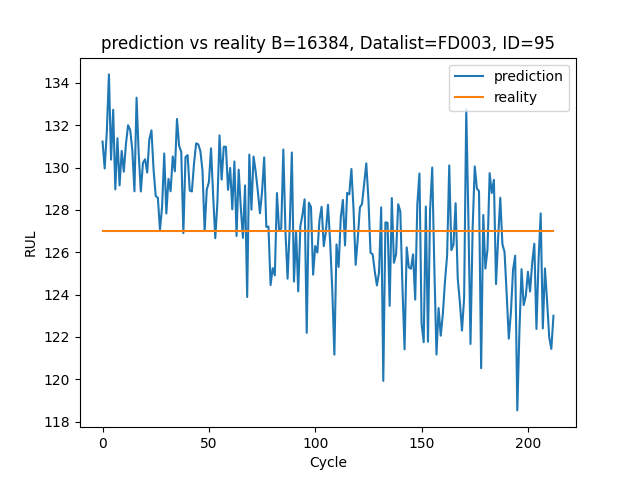 prediction vs reality B=16384, Datalist=FD003, ID=95
prediction
reality
RUL
134
132
130
128
126
124
122
120
118
0
50
100
150
200
Cycle